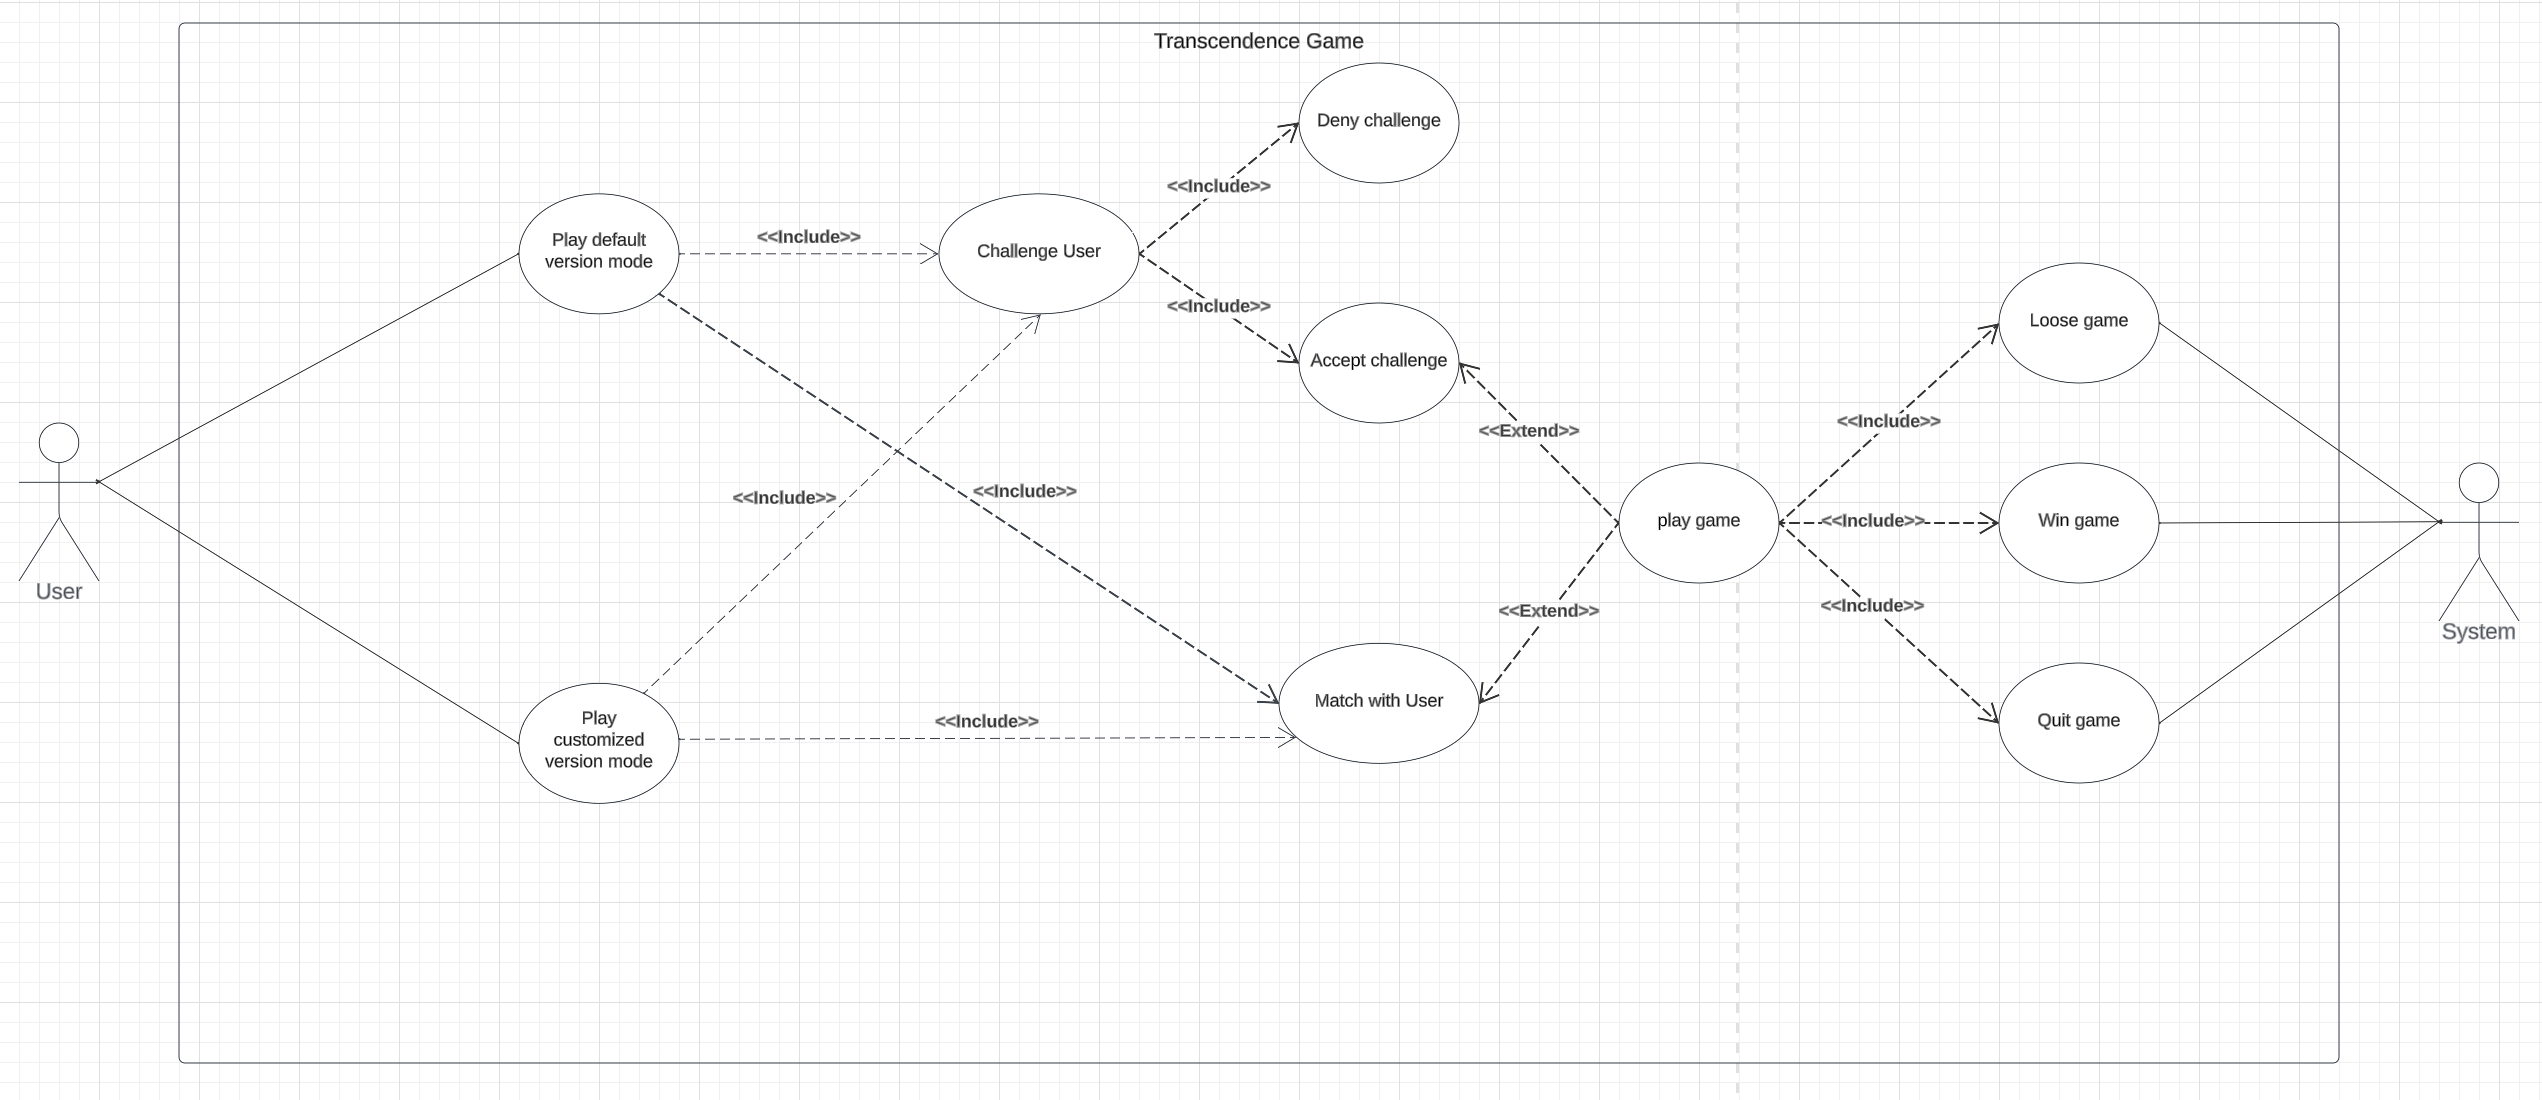 Transcendence Game
Deny challenge
<<Include>>
Play default
version mode
<<Include>>
Challenge User
<<Include>>
Accept challenge
Loose game
<<Include>>
<<Extend>>
<<Include>>
<<Include>>
play game
<<Include>>
Win game
User
<<Extend>>
<<Include>>
System
Play
customized
version mode
<<Include>>
Match with User
Quit game